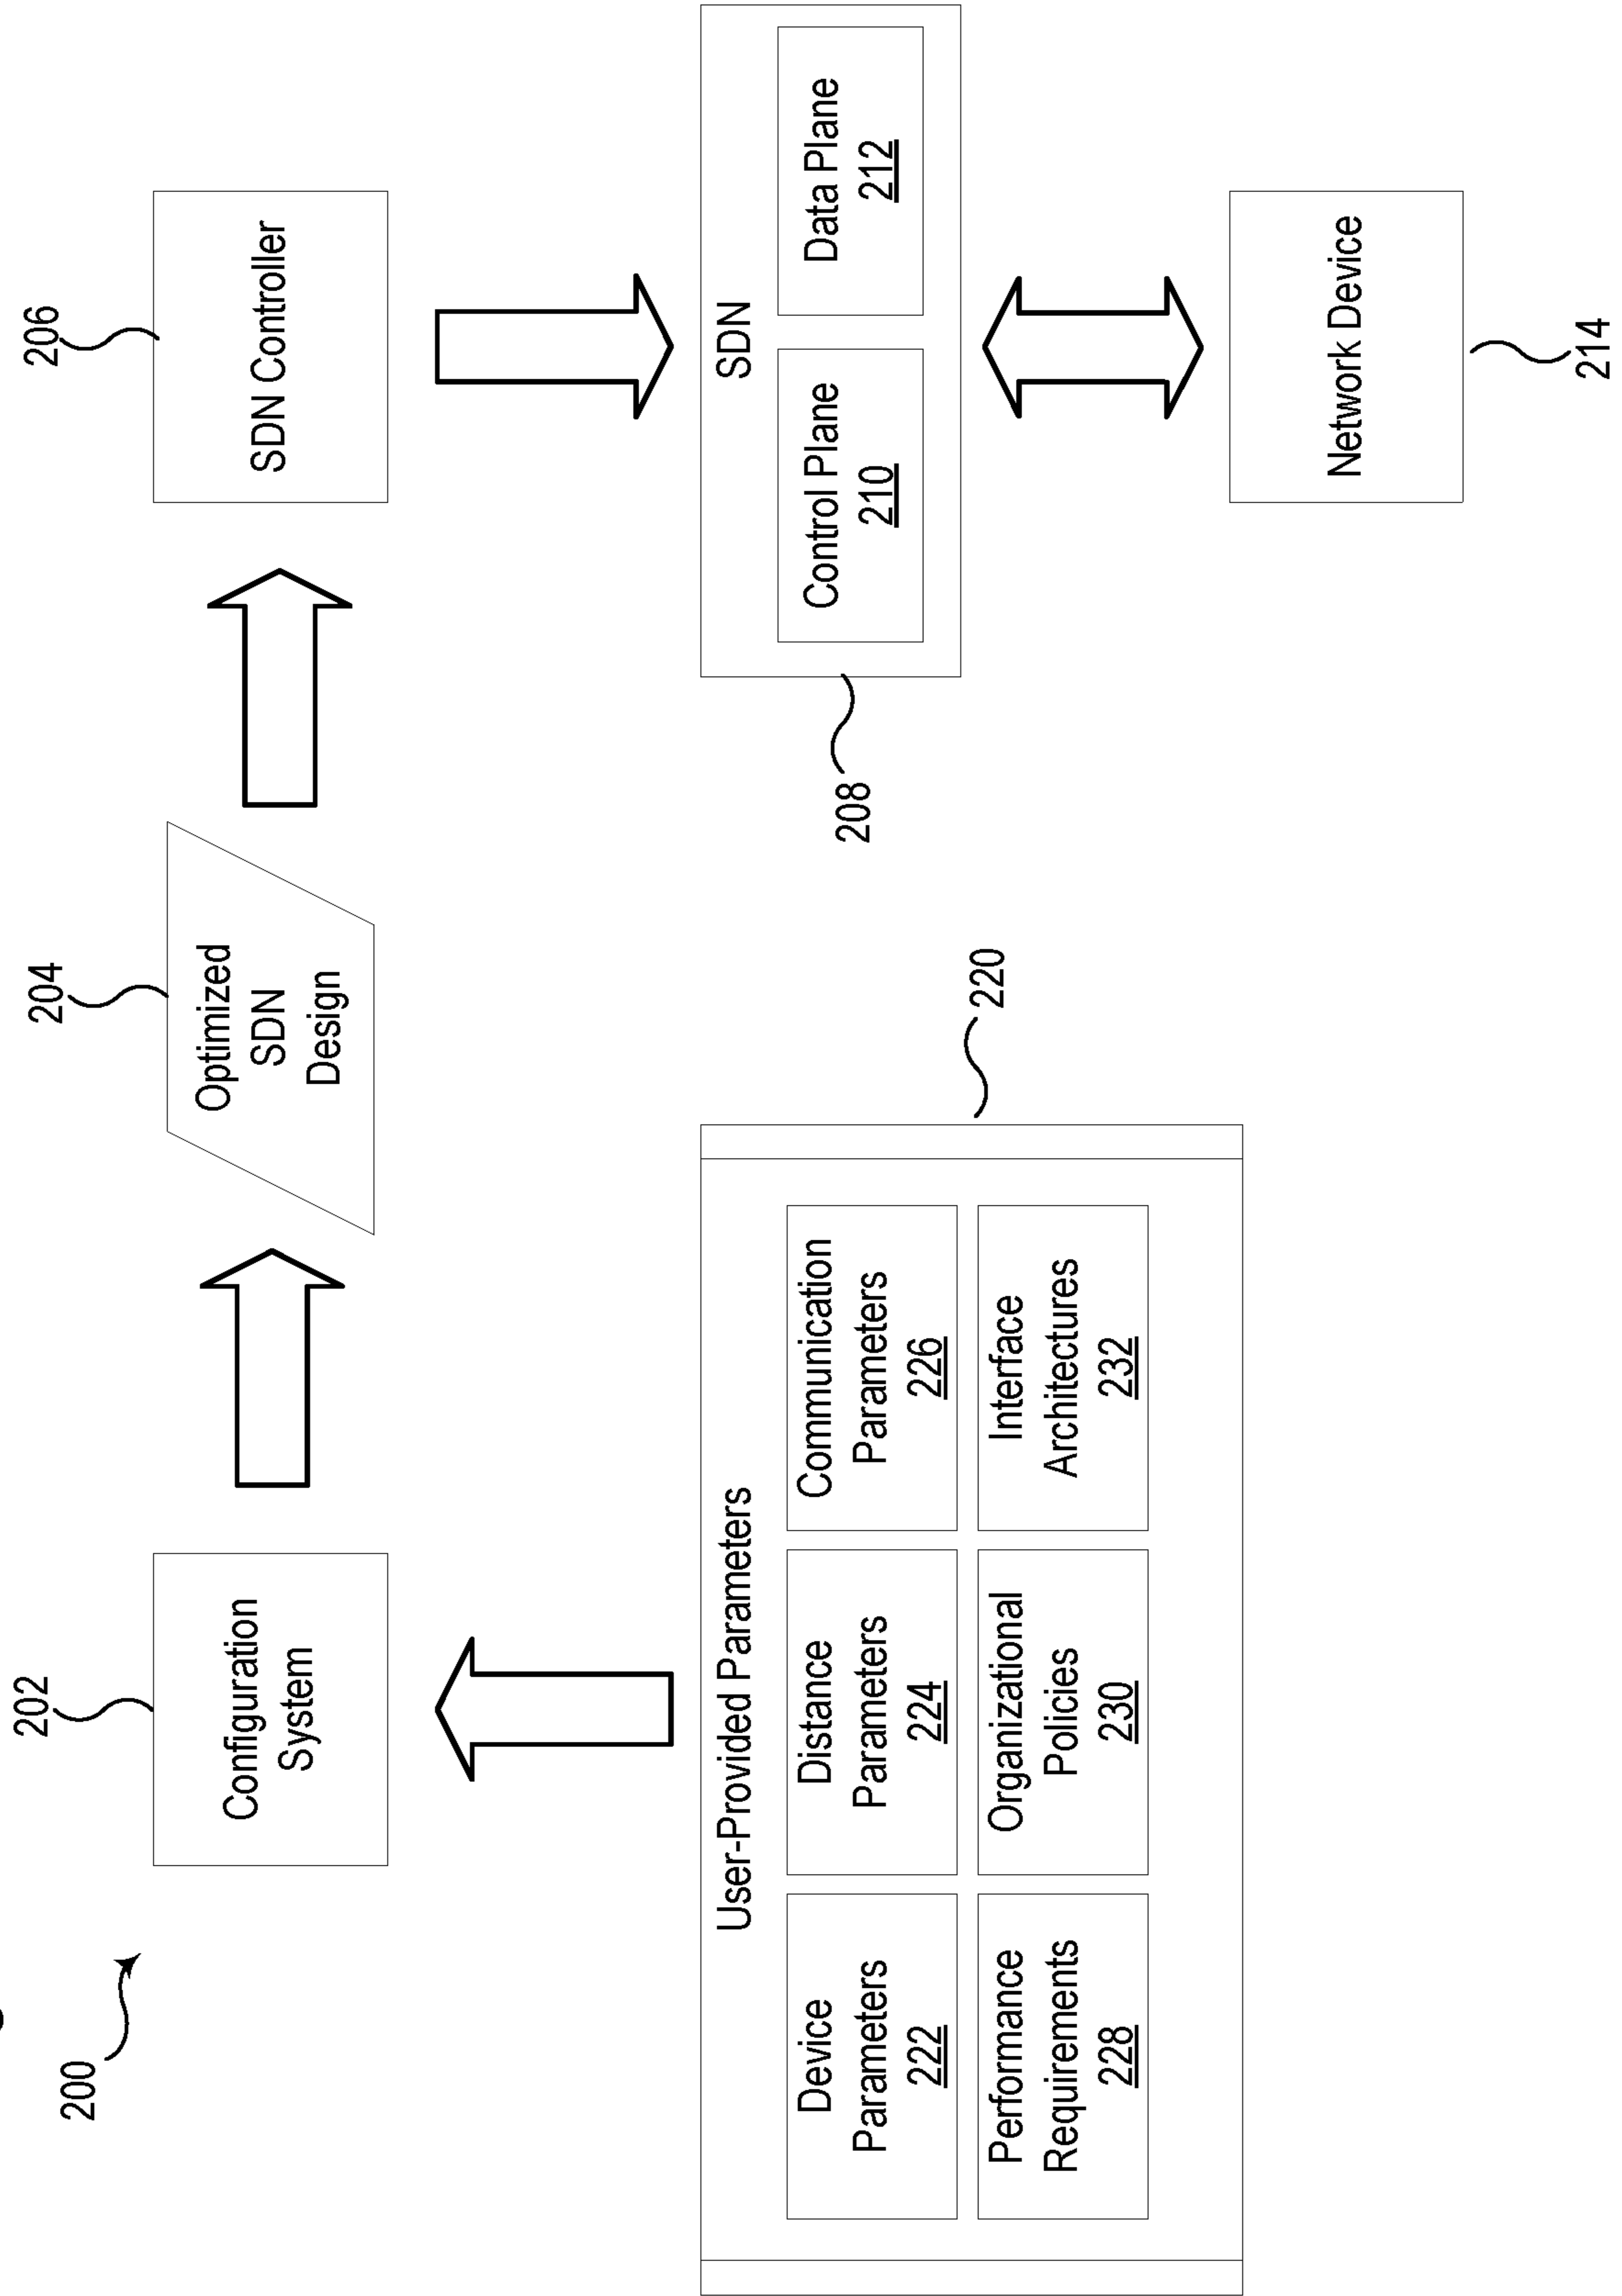 200
202
Configuration
System
204
Optimized
SDN
Design
206
SDN Controller
User-Provided Parameters
Device
Parameters
222
Distance
Parameters
224
Communication
Parameters
226
Performance
Requirements
228
Organizational
Policies
230
Interface
Architectures
232
220
208
SDN
Control Plane
210
Data Plane
212
Network Device
214